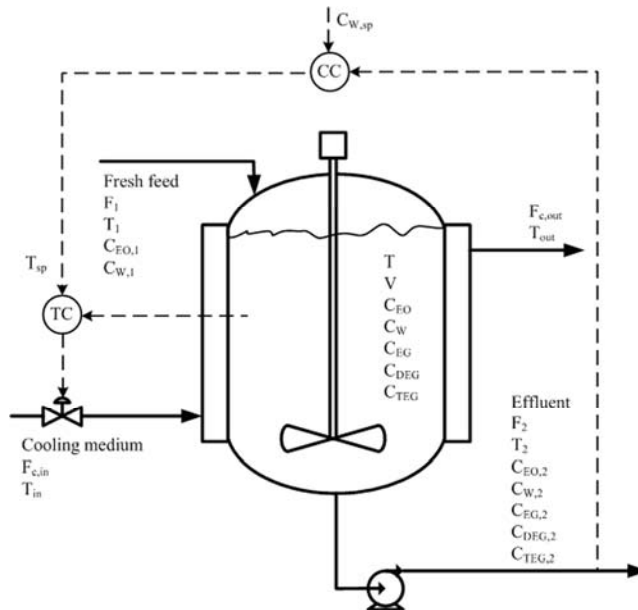 C_W,sp
CC
Fresh feed
F_1
T_1
C_EO,1
C_W,1
F_c,out
T_out
T_sp
TC
T
V
C_EO
C_W
C_EG
C_DEG
C_TEG
Cooling medium
F_c,in
T_in
Effluent
F_2
T_2
C_EO,2
C_W,2
C_EG,2
C_DEG,2
C_TEG,2